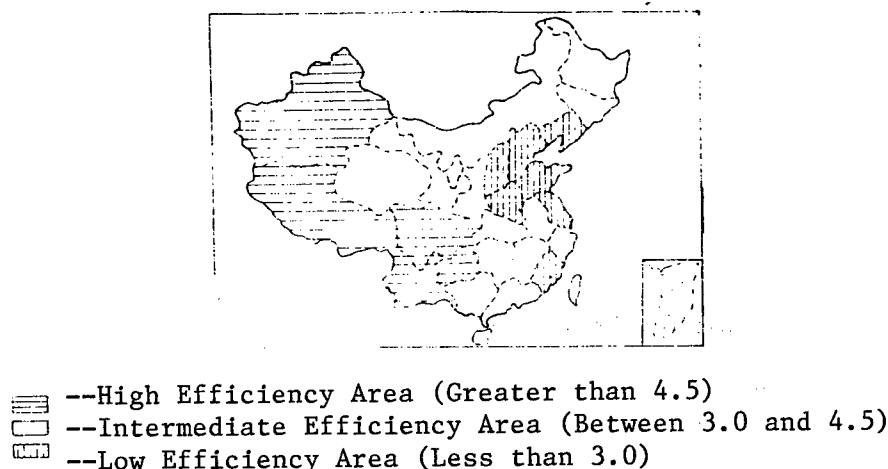 --High Efficiency Area (Greater than 4.5)
--Intermediate Efficiency Area (Between 3.0 and 4.5)
--Low Efficiency Area (Less than 3.0)